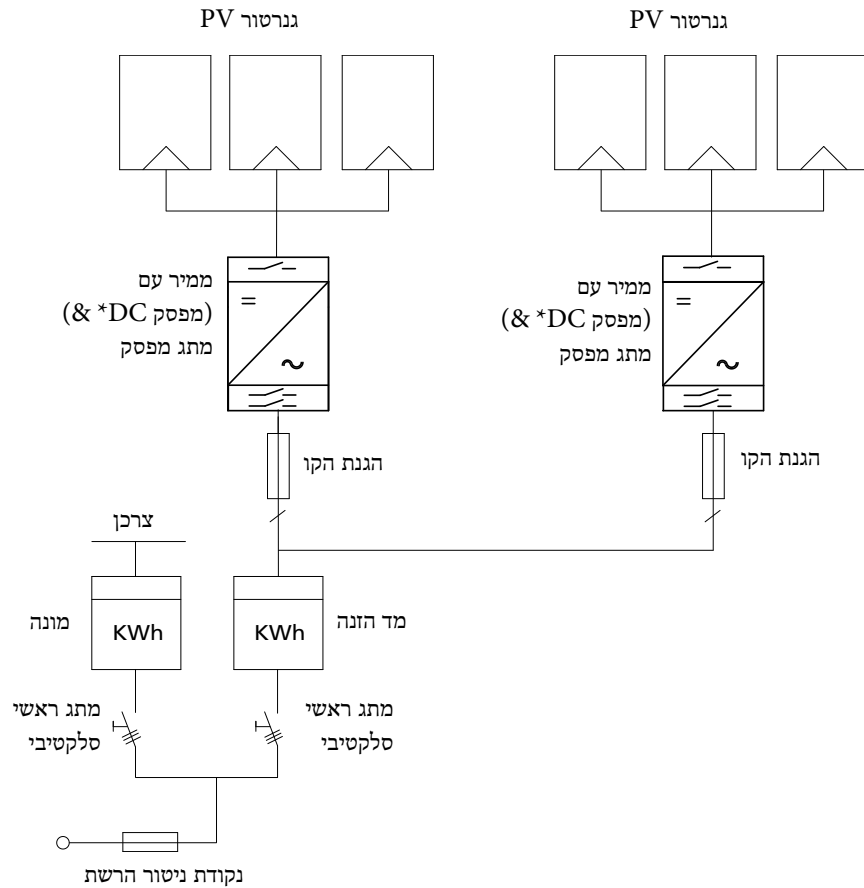 גנרטור PV
גנרטור PV
ממיר עם
(מפסק DC* &)
מתג מפסק
ממיר עם
(מפסק DC* &)
מתג מפסק
הגנת הקו
הגנת הקו
צרכן
מונה
KWh
KWh
מד הזנה
מתג ראשי
סלקטיבי
מתג ראשי
סלקטיבי
נקודת ניטור הרשת